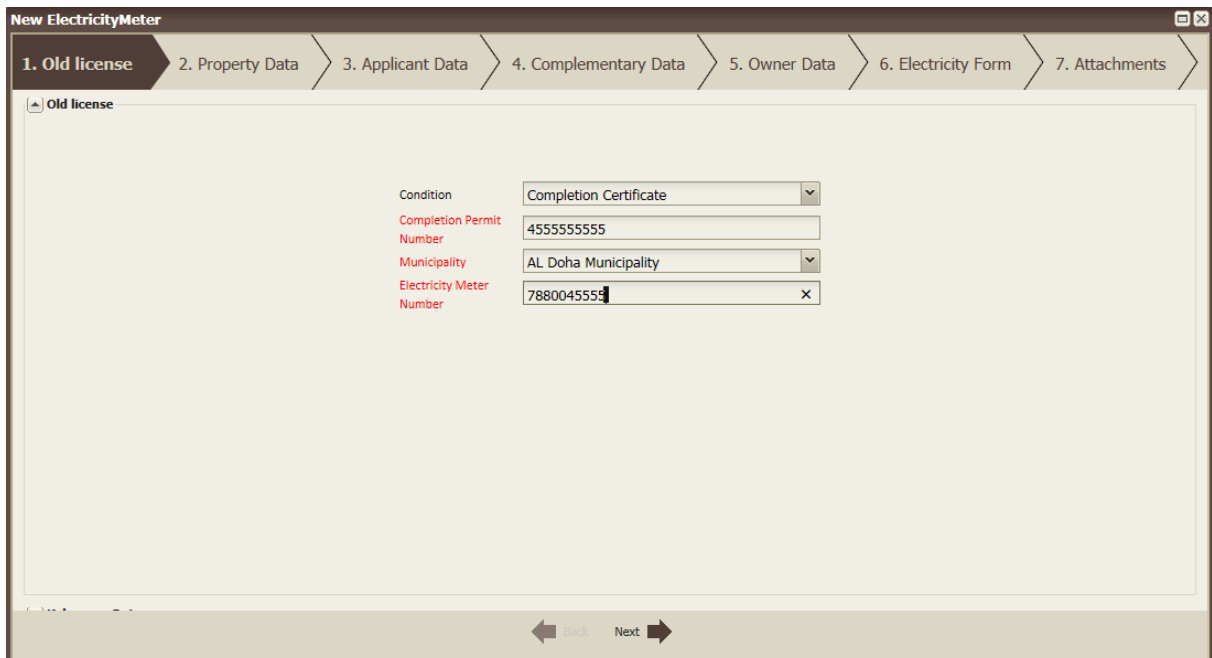 New ElectricityMeter
1. Old license 2. Property Data 3. Applicant Data 4. Complementary Data 5. Owner Data 6. Electricity Form 7. Attachments
Old license
Condition Completion Certificate
Completion Permit Number 4555555555
Municipality AL Doha Municipality
Electricity Meter Number 7880045555
Back Next